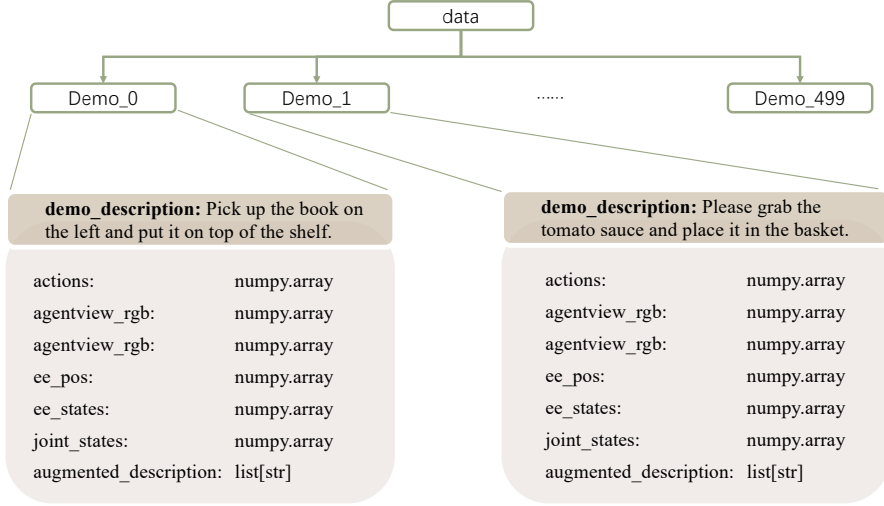 data
Demo_0
Demo_1
......
Demo_499
demo_description: Pick up the book on
the left and put it on top of the shelf.
actions: numpy.array
agentview_rgb: numpy.array
agentview_rgb: numpy.array
ee_pos: numpy.array
ee_states: numpy.array
joint_states: numpy.array
augmented_description: list[str]
demo_description: Please grab the
tomato sauce and place it in the basket.
actions: numpy.array
agentview_rgb: numpy.array
agentview_rgb: numpy.array
ee_pos: numpy.array
ee_states: numpy.array
joint_states: numpy.array
augmented_description: list[str]